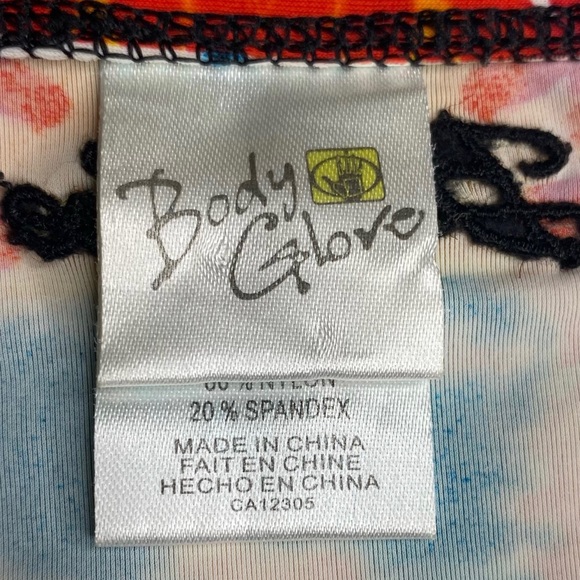 Body
Glove
% NYLON
20 % SPANDEX
MADE IN CHINA
FAIT EN CHINE
HECHO EN CHINA
CA12305